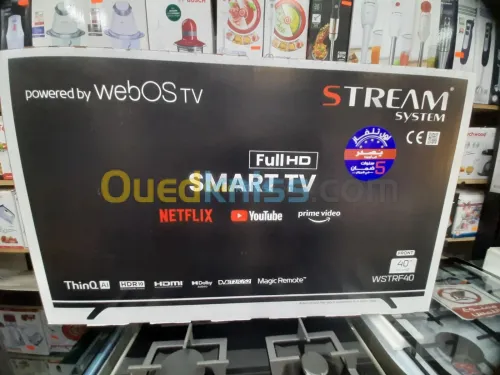 powered by webOS TV
STREAM
SYSTEM
CE
Full HD
SMART TV
Ouedkniss.com
NETFLIX
YouTube
prime video
40"
WSTRF40
ThinQ AI
HDR10
HDMI
Dolby
Magic Remote